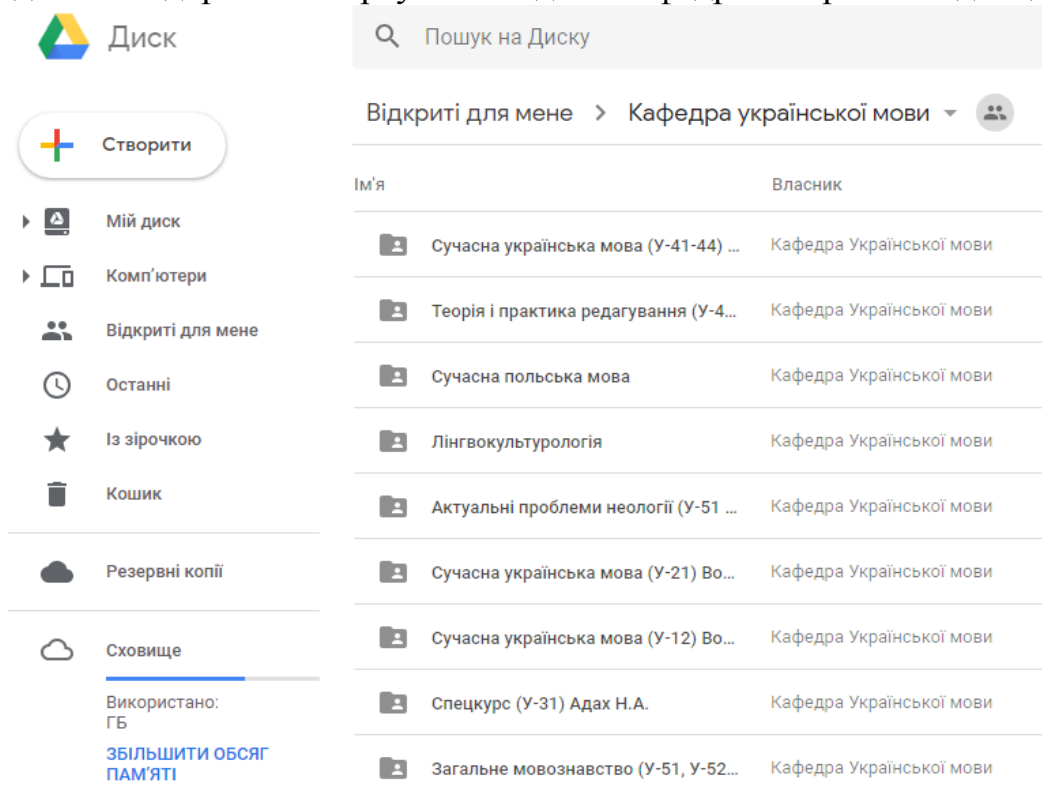 Диск
Пошук на Диску
Відкриті для мене > Кафедра української мови
Створити
Ім'я Власник
Мій диск
Комп'ютери
Відкриті для мене
Останні
Із зірочкою
Кошик
Резервні копії
Сховище
Використано:
ГБ
ЗБІЛЬШИТИ ОБСЯГ
ПАМ'ЯТІ
Сучасна українська мова (У-41-44) ... Кафедра Української мови
Теорія і практика редагування (У-4... Кафедра Української мови
Сучасна польська мова Кафедра Української мови
Лінгвокультурологія Кафедра Української мови
Актуальні проблеми неології (У-51 ... Кафедра Української мови
Сучасна українська мова (У-21) Во... Кафедра Української мови
Сучасна українська мова (У-12) Во... Кафедра Української мови
Спецкурс (У-31) Адах Н.А. Кафедра Української мови
Загальне мовознавство (У-51, У-52... Кафедра Української мови